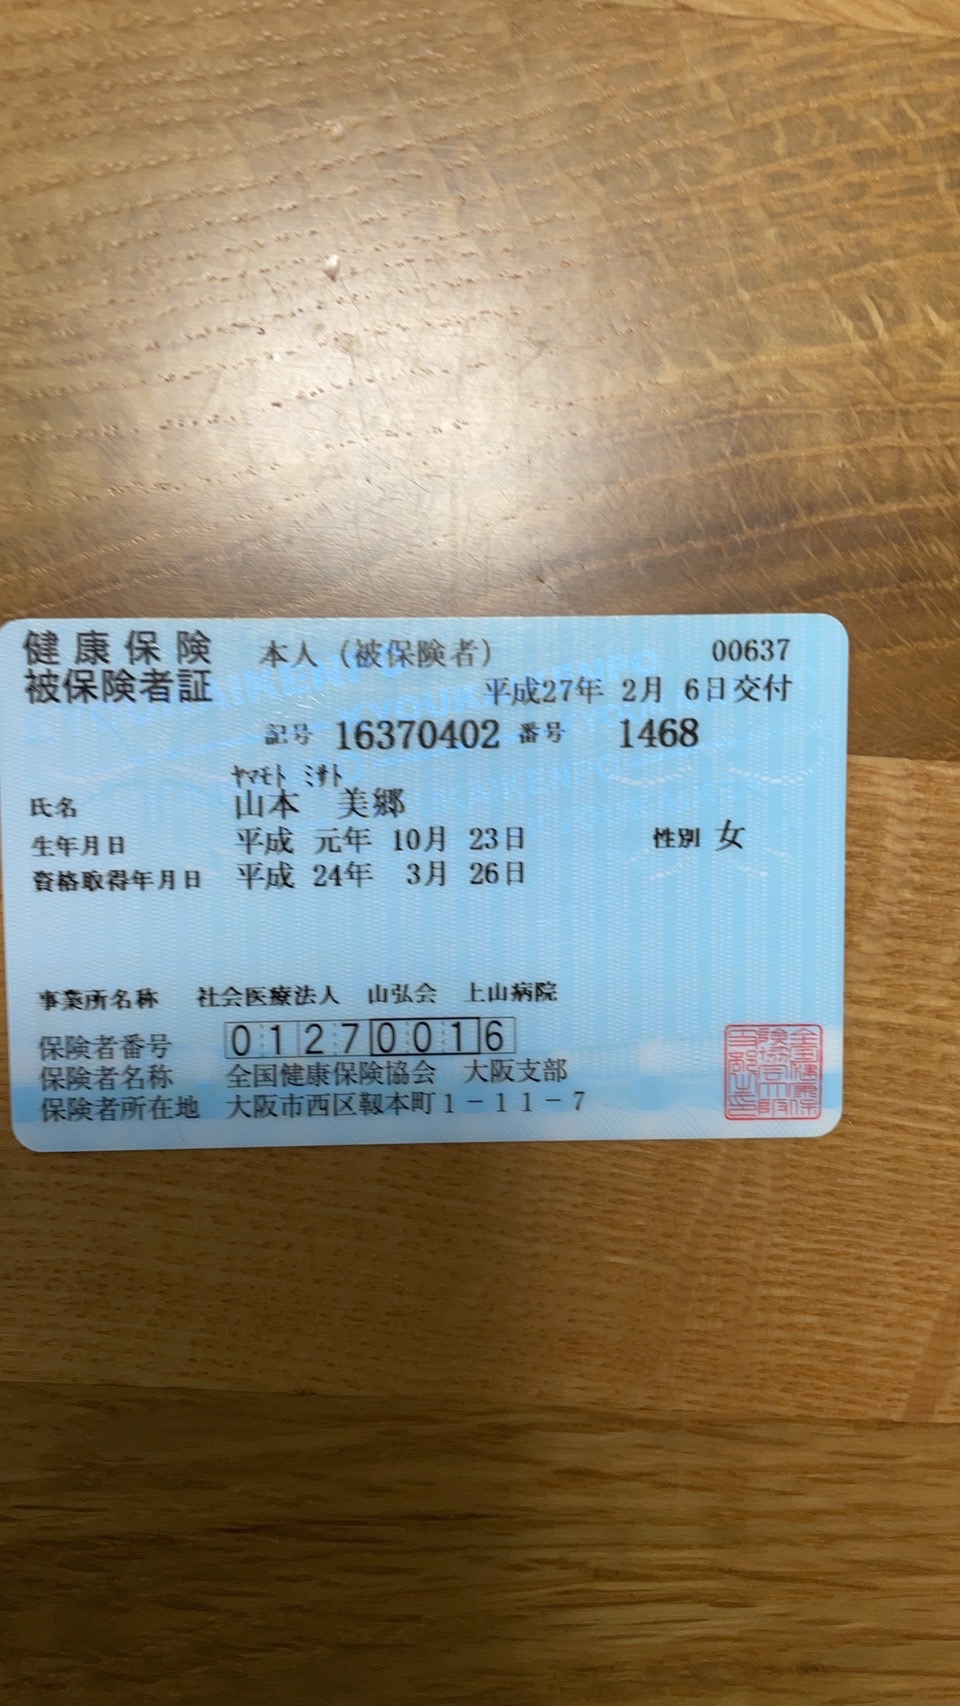 健康保険 本人（被保険者） 00637
被保険者証 平成27年 2月 6日交付
記号 16370402 番号 1468
ﾔﾏﾓﾄ ﾐｻﾄ
氏名 山本 美郷
生年月日 平成 元年 10月 23日 性別 女
資格取得年月日 平成 24年 3月 26日
事業所名称 社会医療法人 山弘会 上山病院
保険者番号 01270016
保険者名称 全国健康保険協会 大阪支部
保険者所在地 大阪市西区靱本町1－11－7